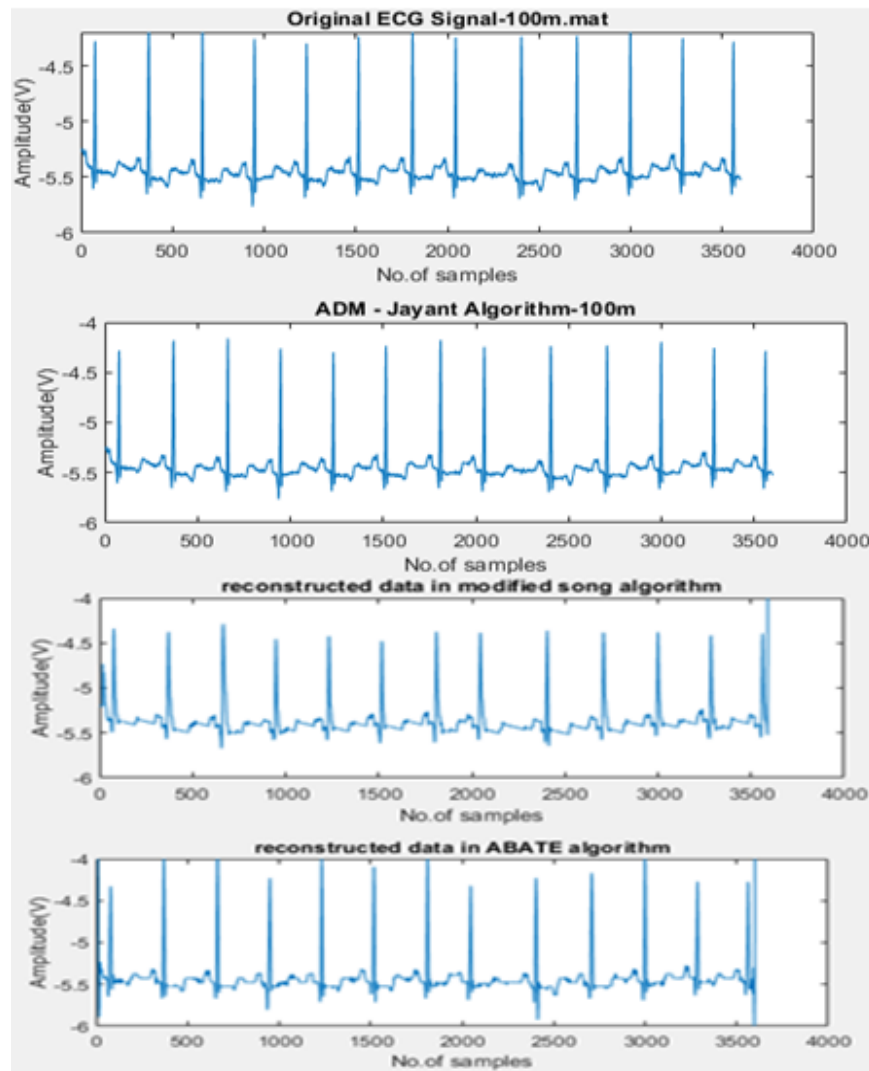 Original ECG Signal-100m.mat
Amplitude(V)
-4.5
-5
-5.5
-6
0 500 1000 1500 2000 2500 3000 3500 4000
No.of samples
ADM - Jayant Algorithm-100m
Amplitude(V)
-4
-4.5
-5
-5.5
-6
0 500 1000 1500 2000 2500 3000 3500 4000
No.of samples
reconstructed data in modified song algorithm
Amplitude(V)
-4
-4.5
-5
-5.5
-6
0 500 1000 1500 2000 2500 3000 3500 4000
No.of samples
reconstructed data in ABATE algorithm
Amplitude(V)
-4
-4.5
-5
-5.5
-6
0 500 1000 1500 2000 2500 3000 3500 4000
No.of samples